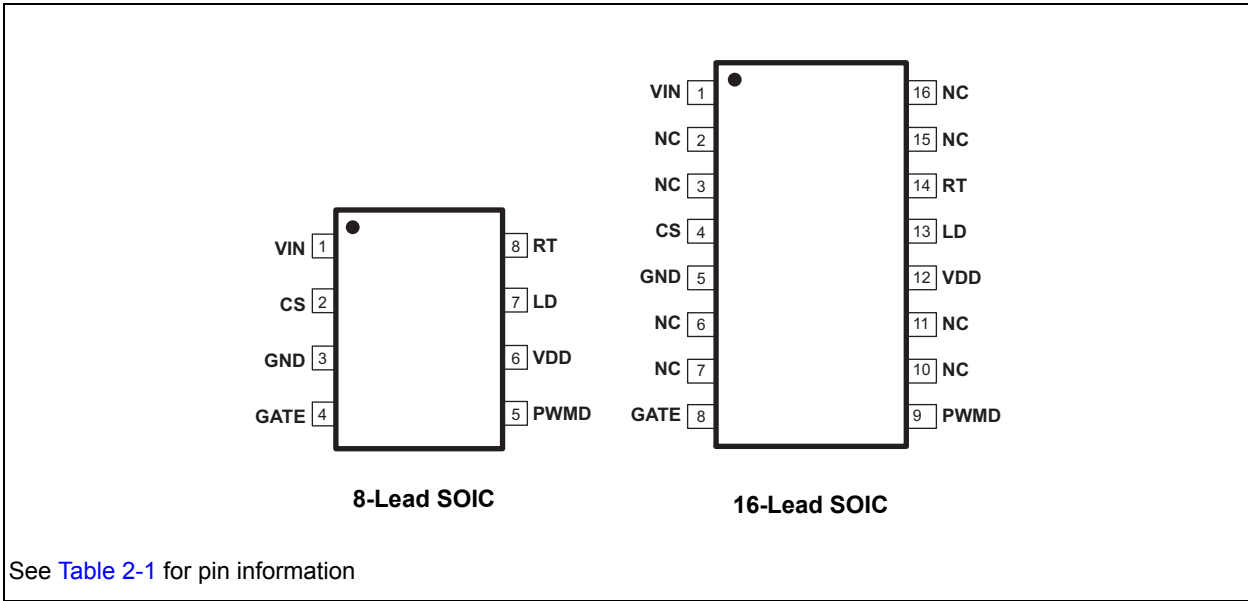 VIN 1
CS 2
GND 3
GATE 4
8 RT
7 LD
6 VDD
5 PWMD
8-Lead SOIC
VIN 1
NC 2
NC 3
CS 4
GND 5
NC 6
NC 7
GATE 8
16 NC
15 NC
14 RT
13 LD
12 VDD
11 NC
10 NC
9 PWMD
16-Lead SOIC
See Table 2-1 for pin information